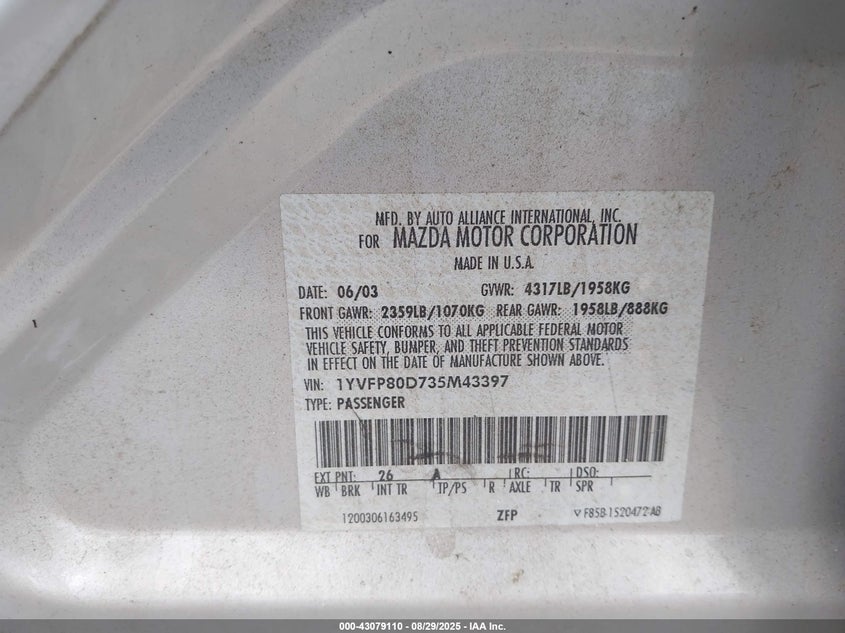 MFD. BY AUTO ALLIANCE INTERNATIONAL, INC.
FOR MAZDA MOTOR CORPORATION
MADE IN U.S.A.
DATE: 06/03 GVWR: 4317LB/1958KG
FRONT GAWR: 2359LB/1070KG REAR GAWR: 1958LB/888KG
THIS VEHICLE CONFORMS TO ALL APPLICABLE FEDERAL MOTOR
VEHICLE SAFETY, BUMPER, AND THEFT PREVENTION STANDARDS
IN EFFECT ON THE DATE OF MANUFACTURE SHOWN ABOVE.
VIN: 1YVFP80D735M43397
TYPE: PASSENGER
EXT PNT: 26 A RC: DSO:
WB BRK INT TR TP/PS R AXLE TR SPR
1200306163495 ZFP F85B-1520472-AB
000-43079110 - 08/29/2025 - IAA Inc.